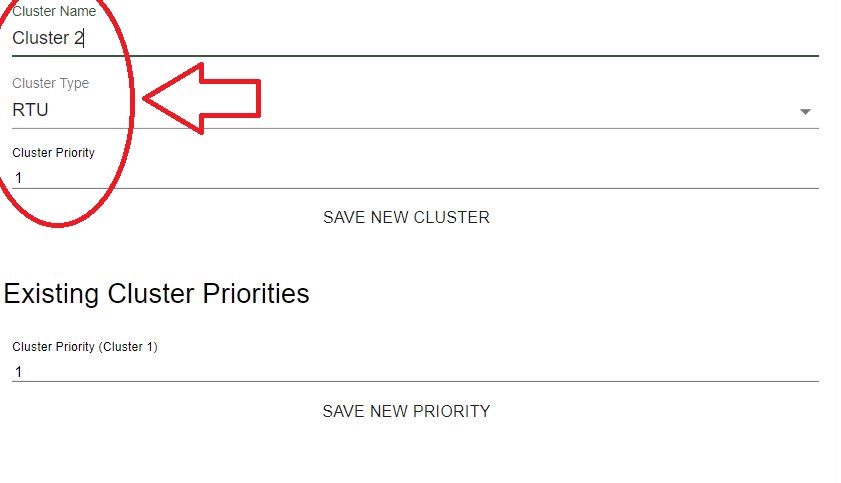 Cluster Name
Cluster 2
Cluster Type
RTU
Cluster Priority
1
SAVE NEW CLUSTER
Existing Cluster Priorities
Cluster Priority (Cluster 1)
1
SAVE NEW PRIORITY